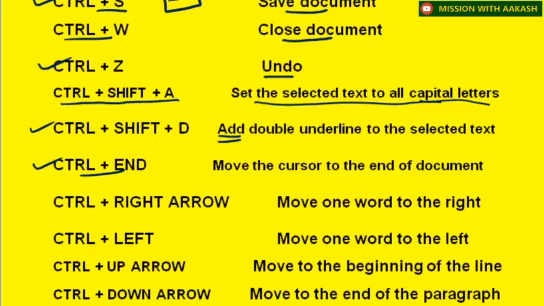 CTRL + S Save document
MISSION WITH AAKASH
CTRL + W Close document
CTRL + Z Undo
CTRL + SHIFT + A Set the selected text to all capital letters
CTRL + SHIFT + D Add double underline to the selected text
CTRL + END Move the cursor to the end of document
CTRL + RIGHT ARROW Move one word to the right
CTRL + LEFT Move one word to the left
CTRL + UP ARROW Move to the beginning of the line
CTRL + DOWN ARROW Move to the end of the paragraph